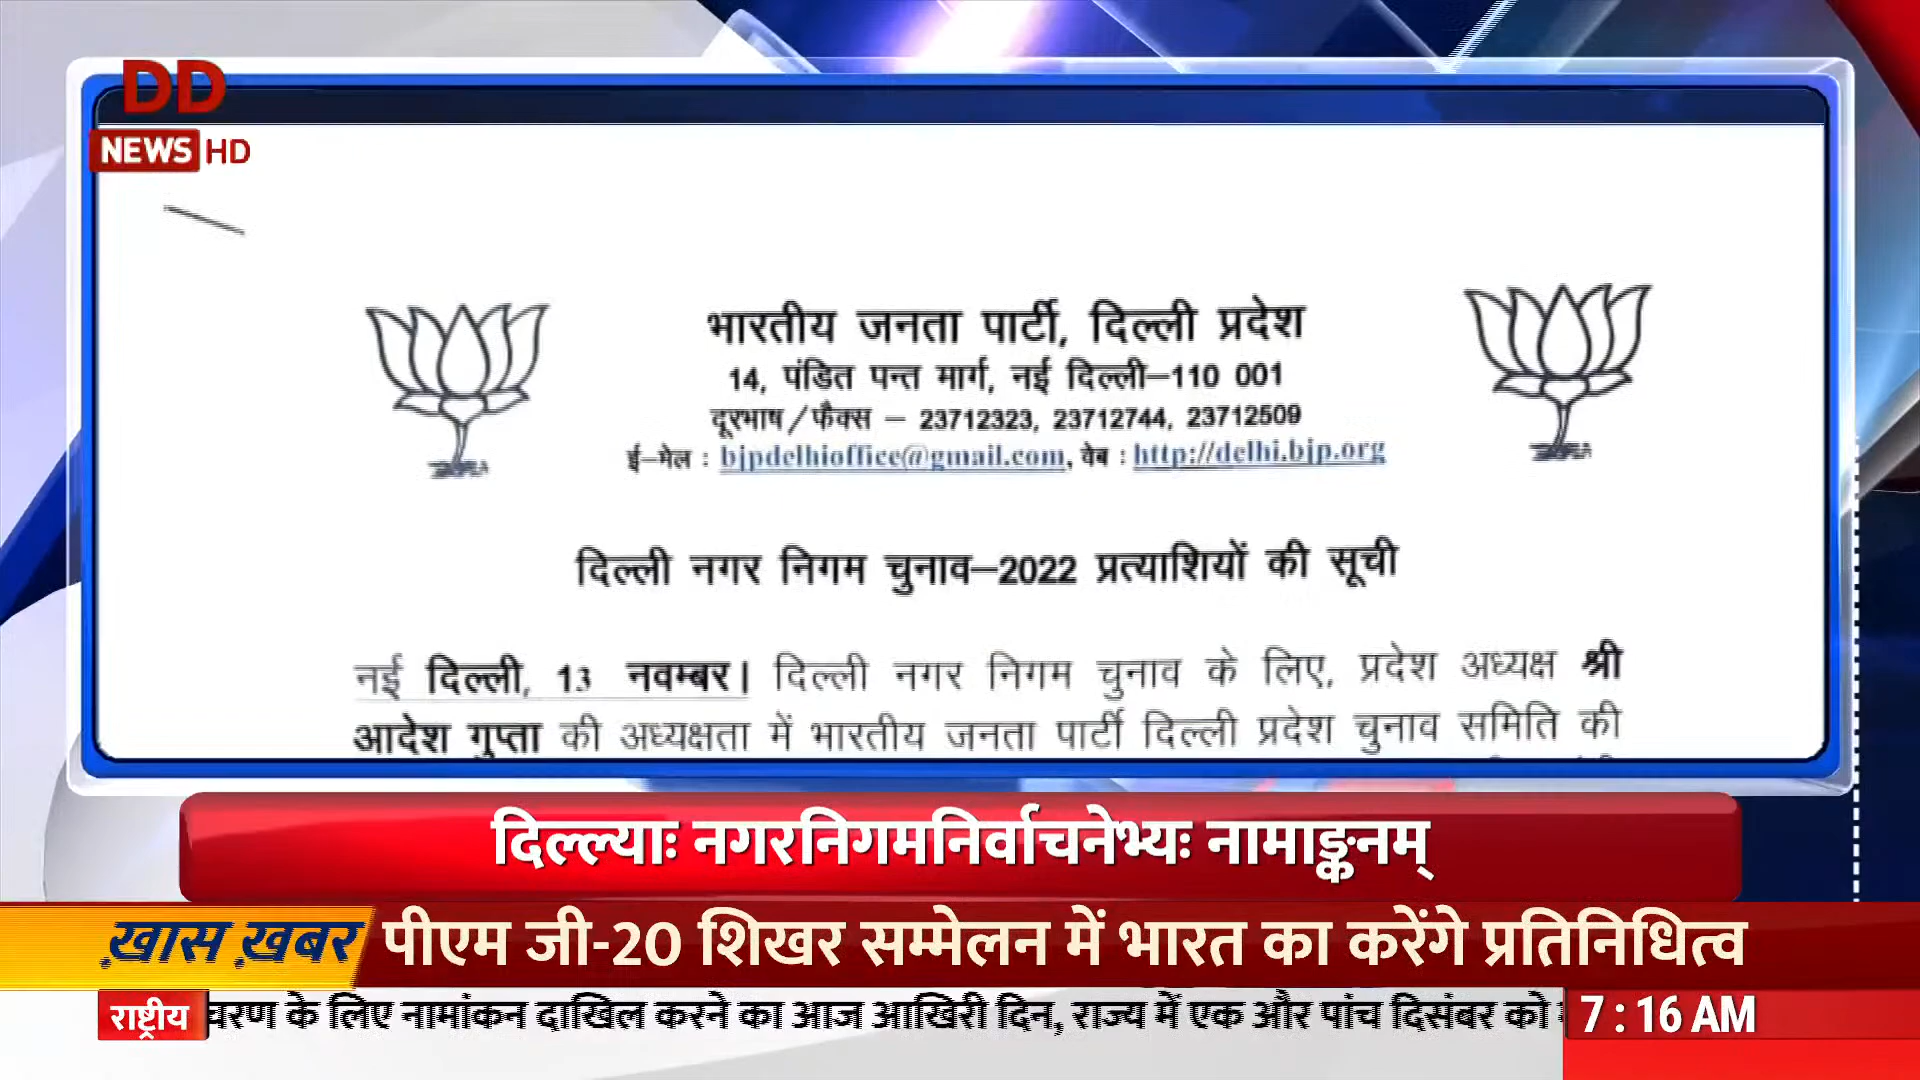 DD
NEWS HD
भारतीय जनता पार्टी, दिल्ली प्रदेश
14, पंडित पन्त मार्ग, नई दिल्ली–110 001
दूरभाष/फैक्स – 23712323, 23712744, 23712509
ई–मेल : bjpdelhioffice@gmail.com, वेब : http://delhi.bjp.org
दिल्ली नगर निगम चुनाव–2022 प्रत्याशियों की सूची
नई दिल्ली, 13 नवम्बर। दिल्ली नगर निगम चुनाव के लिए, प्रदेश अध्यक्ष श्री
आदेश गुप्ता की अध्यक्षता में भारतीय जनता पार्टी दिल्ली प्रदेश चुनाव समिति की
दिल्ल्याः नगरनिगमनिर्वाचनेभ्यः नामाङ्कनम्
ख़ास ख़बर पीएम जी-20 शिखर सम्मेलन में भारत का करेंगे प्रतिनिधित्व
राष्ट्रीय के लिए नामांकन दाखिल करने का आज आखिरी दिन, राज्य में एक और पांच दिसंबर को 7 : 16 AM